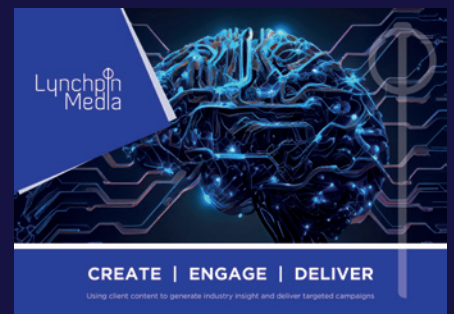 Lynchpin
Media
CREATE | ENGAGE | DELIVER
Using client content to generate industry insight and deliver targeted campaigns